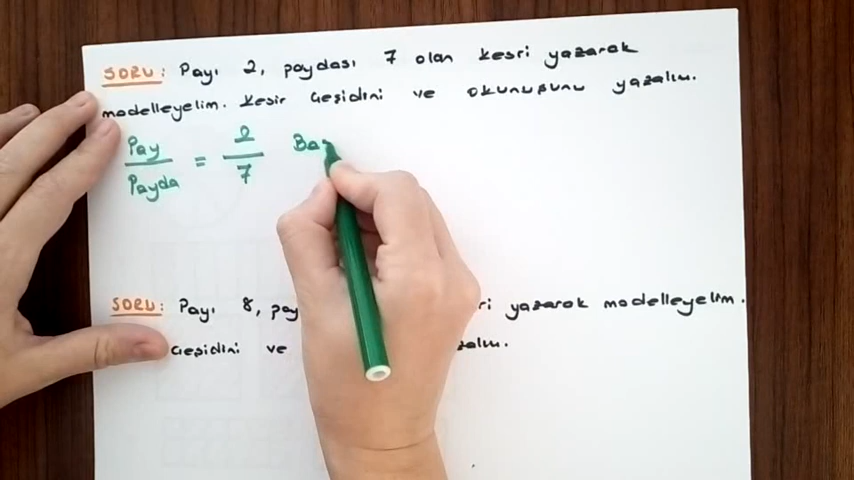 SORU: Payı 2, paydası 7 olan kesri yazarak
modelleyelim. Kesir çeşidini ve okunuşunu yazalım.
Pay
Payda
=
2
7
SORU: Payı 8, yazarak modelleyelim.
çeşidini ve